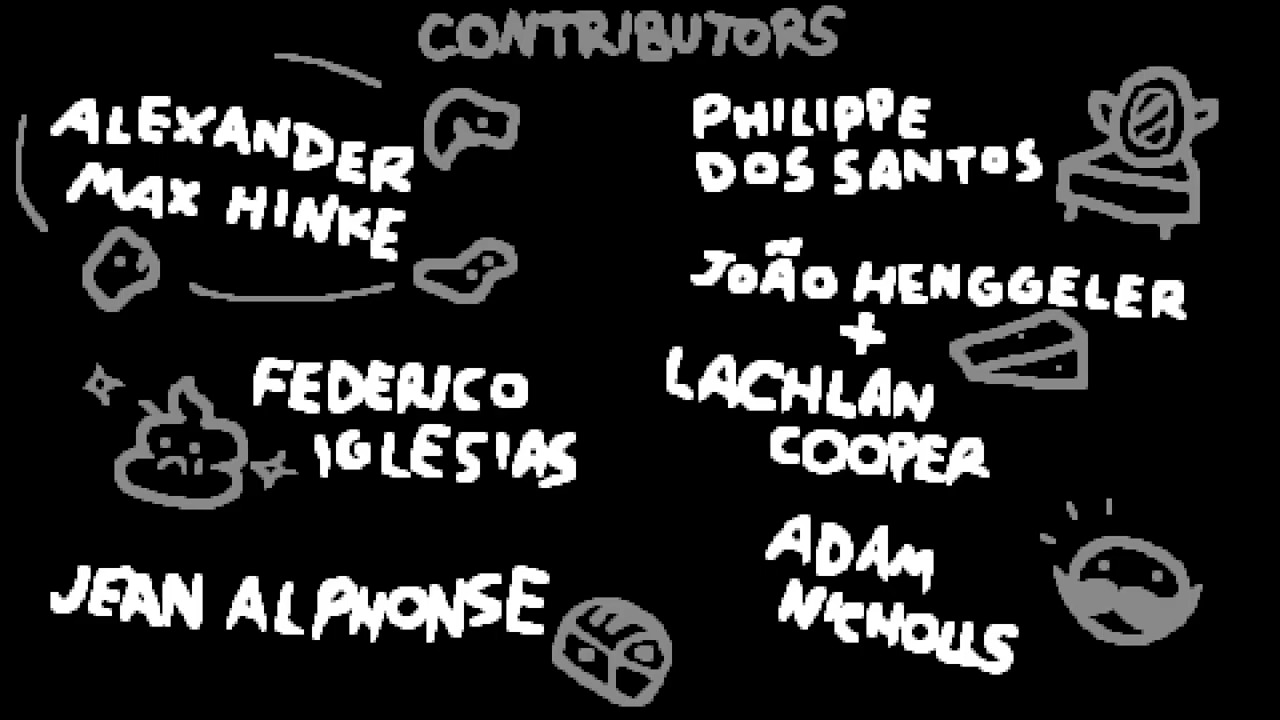 CONTRIBUTORS
ALEXANDER
MAX HINKE
FEDERICO
IGLESIAS
JEAN ALPHONSE
PHILIPPE
DOS SANTOS
JOÃO HENGGELER
+
LACHLAN
COOPER
ADAM
NICHOLLS